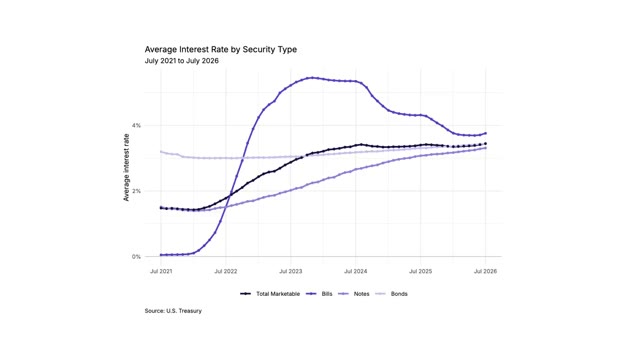 Average Interest Rate by Security Type
July 2021 to July 2026
Average interest rate
4%
2%
0%
Jul 2021 Jul 2022 Jul 2023 Jul 2024 Jul 2025 Jul 2026
Total Marketable Bills Notes Bonds
Source: U.S. Treasury